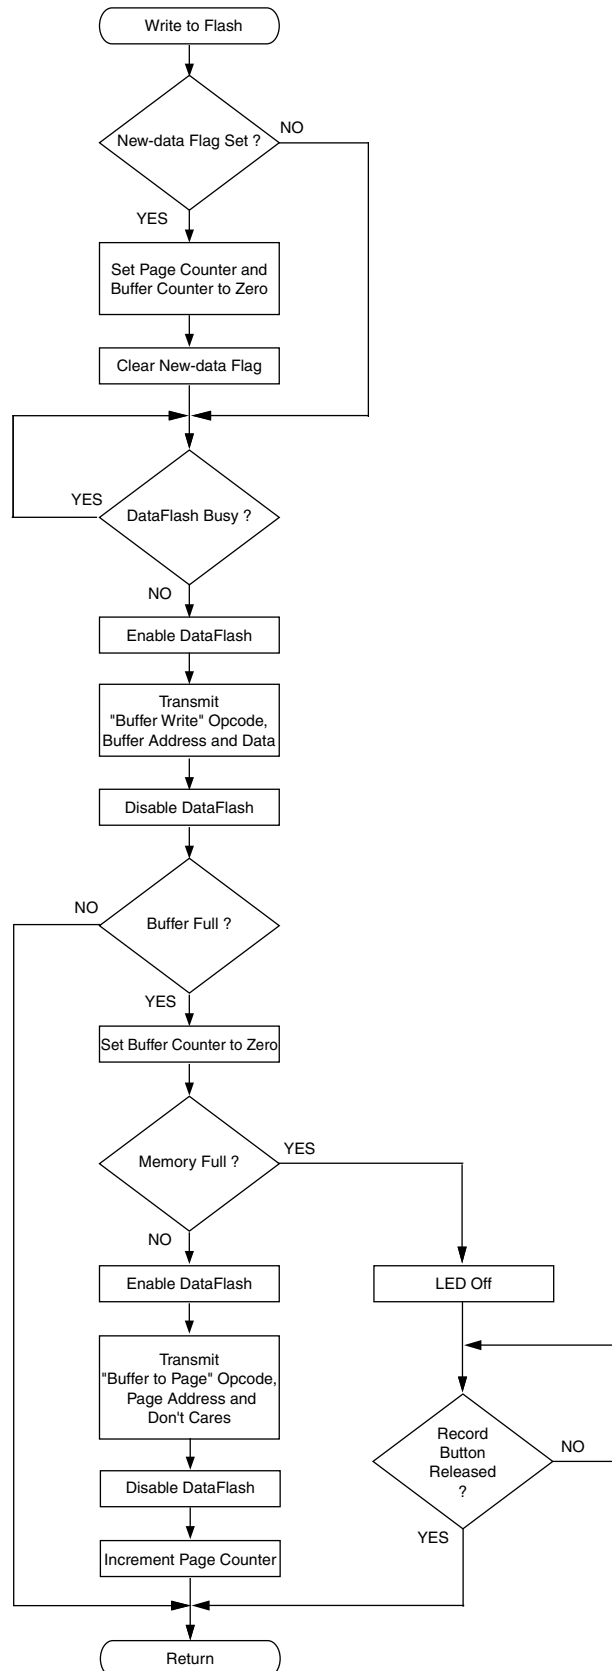 Write to Flash
New-data Flag Set ?
NO
YES
Set Page Counter and
Buffer Counter to Zero
Clear New-data Flag
YES
DataFlash Busy ?
NO
Enable DataFlash
Transmit
"Buffer Write" Opcode,
Buffer Address and Data
Disable DataFlash
NO
Buffer Full ?
YES
Set Buffer Counter to Zero
Memory Full ?
YES
NO
Enable DataFlash
LED Off
Transmit
"Buffer to Page" Opcode,
Page Address and
Don't Cares
Record
Button
Released
?
NO
Disable DataFlash
YES
Increment Page Counter
Return